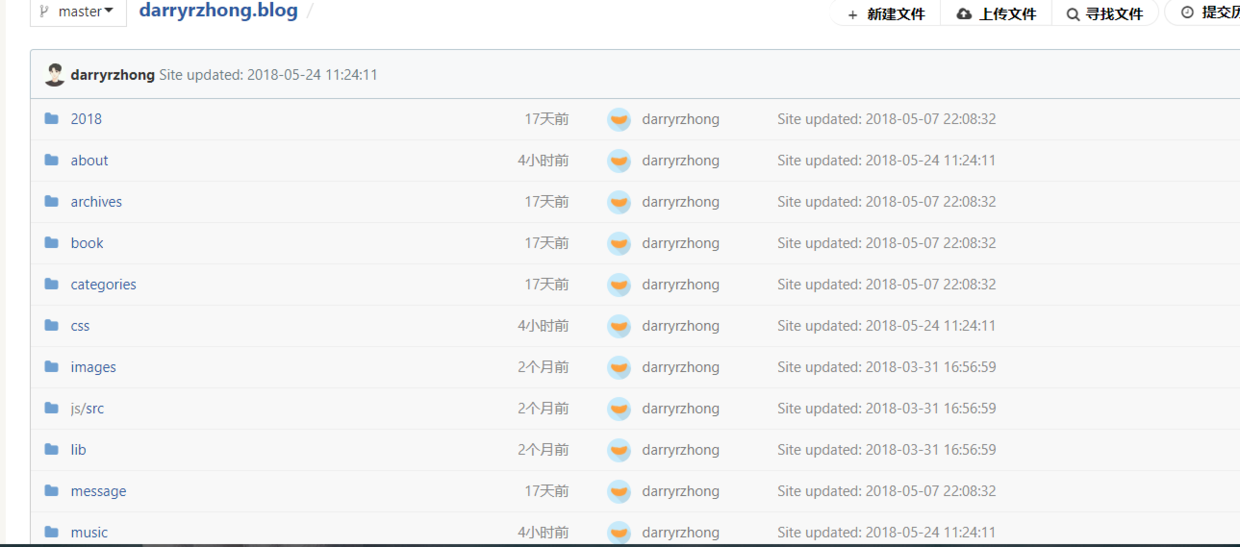 master darryrzhong.blog / + 新建文件 上传文件 寻找文件 提交历
darryrzhong Site updated: 2018-05-24 11:24:11
2018 17天前 darryrzhong Site updated: 2018-05-07 22:08:32
about 4小时前 darryrzhong Site updated: 2018-05-24 11:24:11
archives 17天前 darryrzhong Site updated: 2018-05-07 22:08:32
book 17天前 darryrzhong Site updated: 2018-05-07 22:08:32
categories 17天前 darryrzhong Site updated: 2018-05-07 22:08:32
css 4小时前 darryrzhong Site updated: 2018-05-24 11:24:11
images 2个月前 darryrzhong Site updated: 2018-03-31 16:56:59
js/src 2个月前 darryrzhong Site updated: 2018-03-31 16:56:59
lib 2个月前 darryrzhong Site updated: 2018-03-31 16:56:59
message 17天前 darryrzhong Site updated: 2018-05-07 22:08:32
music 4小时前 darryrzhong Site updated: 2018-05-24 11:24:11